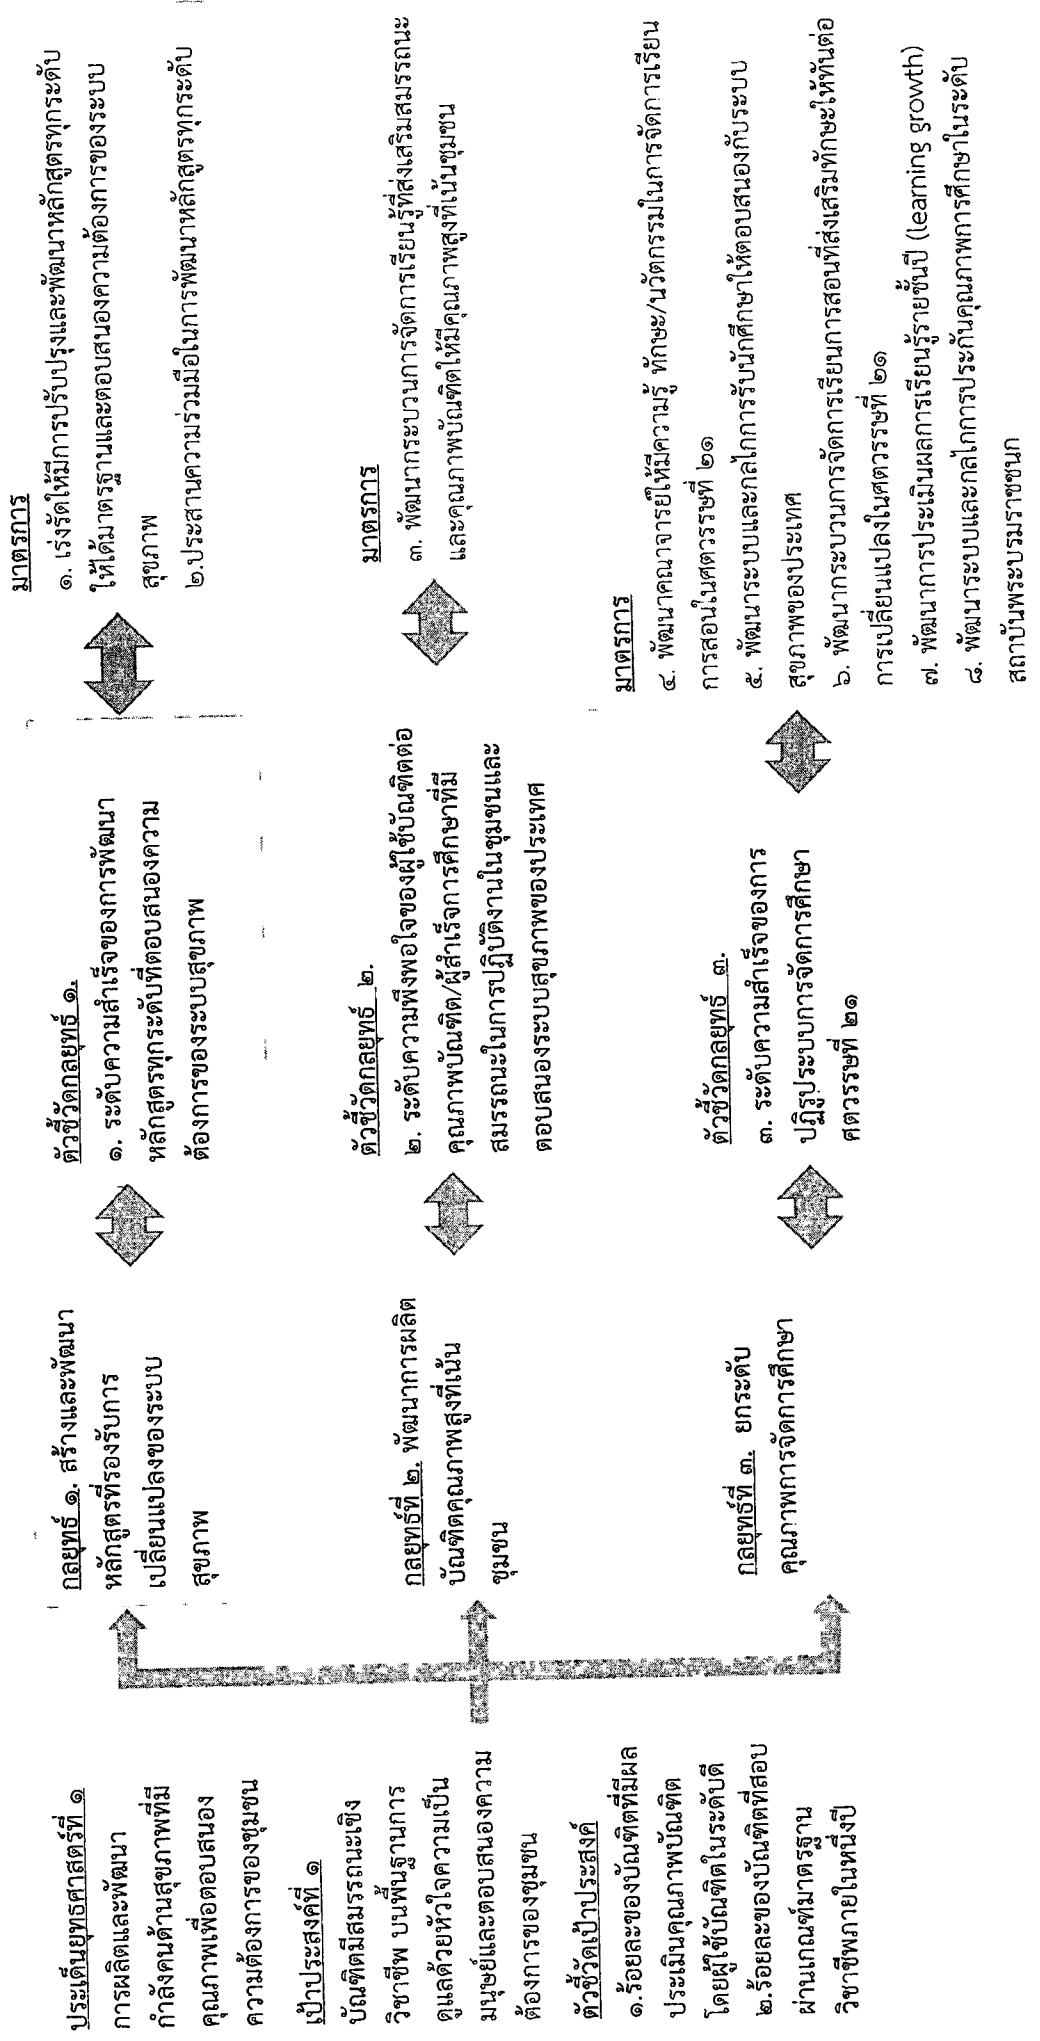 ประเด็นยุทธศาสตร์ที่ ๑
การผลิตและพัฒนา
กำลังคนด้านสุขภาพที่มี
คุณภาพเพื่อตอบสนอง
ความต้องการของชุมชน
เป้าประสงค์ที่ ๑
บัณฑิตมีสมรรถนะเชิง
วิชาชีพ บนพื้นฐานการ
ดูแลด้วยหัวใจความเป็น
มนุษย์และตอบสนองความ
ต้องการของชุมชน
ตัวชี้วัดเป้าประสงค์
๑.ร้อยละของบัณฑิตที่มีผล
ประเมินคุณภาพบัณฑิต
โดยผู้ใช้บัณฑิตในระดับดี
๒.ร้อยละของบัณฑิตที่สอบ
ผ่านเกณฑ์มาตรฐาน
วิชาชีพภายในหนึ่งปี
กลยุทธ์ ๑. สร้างและพัฒนา
หลักสูตรที่รองรับการ
เปลี่ยนแปลงของระบบ
สุขภาพ
ตัวชี้วัดกลยุทธ์ ๑.
๑. ระดับความสำเร็จของการพัฒนา
หลักสูตรทุกระดับที่ตอบสนองความ
ต้องการของระบบสุขภาพ
มาตรการ
๑. เร่งรัดให้มีการปรับปรุงและพัฒนาหลักสูตรทุกระดับ
ให้ได้มาตรฐานและตอบสนองความต้องการของระบบ
สุขภาพ
๒.ประสานความร่วมมือในการพัฒนาหลักสูตรทุกระดับ
กลยุทธ์ที่ ๒. พัฒนาการผลิต
บัณฑิตคุณภาพสูงที่เน้น
ชุมชน
ตัวชี้วัดกลยุทธ์ ๒.
๒. ระดับความพึงพอใจของผู้ใช้บัณฑิตต่อ
คุณภาพบัณฑิต/ผู้สำเร็จการศึกษาที่มี
สมรรถนะในการปฏิบัติงานในชุมชนและ
ตอบสนองระบบสุขภาพของประเทศ
มาตรการ
๓. พัฒนากระบวนการจัดการเรียนรู้ที่ส่งเสริมสมรรถนะ
และคุณภาพบัณฑิตให้มีคุณภาพสูงที่เน้นชุมชน
กลยุทธ์ที่ ๓. ยกระดับ
คุณภาพการจัดการศึกษา
ตัวชี้วัดกลยุทธ์ ๓.
๓. ระดับความสำเร็จของการ
ปฏิรูประบบการจัดการศึกษา
ศตวรรษที่ ๒๑
มาตรการ
๔. พัฒนาคณาจารย์ให้มีความรู้ ทักษะ/นวัตกรรมในการจัดการเรียน
การสอนในศตวรรษที่ ๒๑
๕. พัฒนาระบบและกลไกการรับนักศึกษาให้ตอบสนองกับระบบ
สุขภาพของประเทศ
๖. พัฒนากระบวนการจัดการเรียนการสอนที่ส่งเสริมทักษะให้ทันต่อ
การเปลี่ยนแปลงในศตวรรษที่ ๒๑
๗. พัฒนาการประเมินผลการเรียนรู้รายชั้นปี (learning growth)
๘. พัฒนาระบบและกลไกการประกันคุณภาพการศึกษาในระดับ
สถาบันพระบรมราชชนก